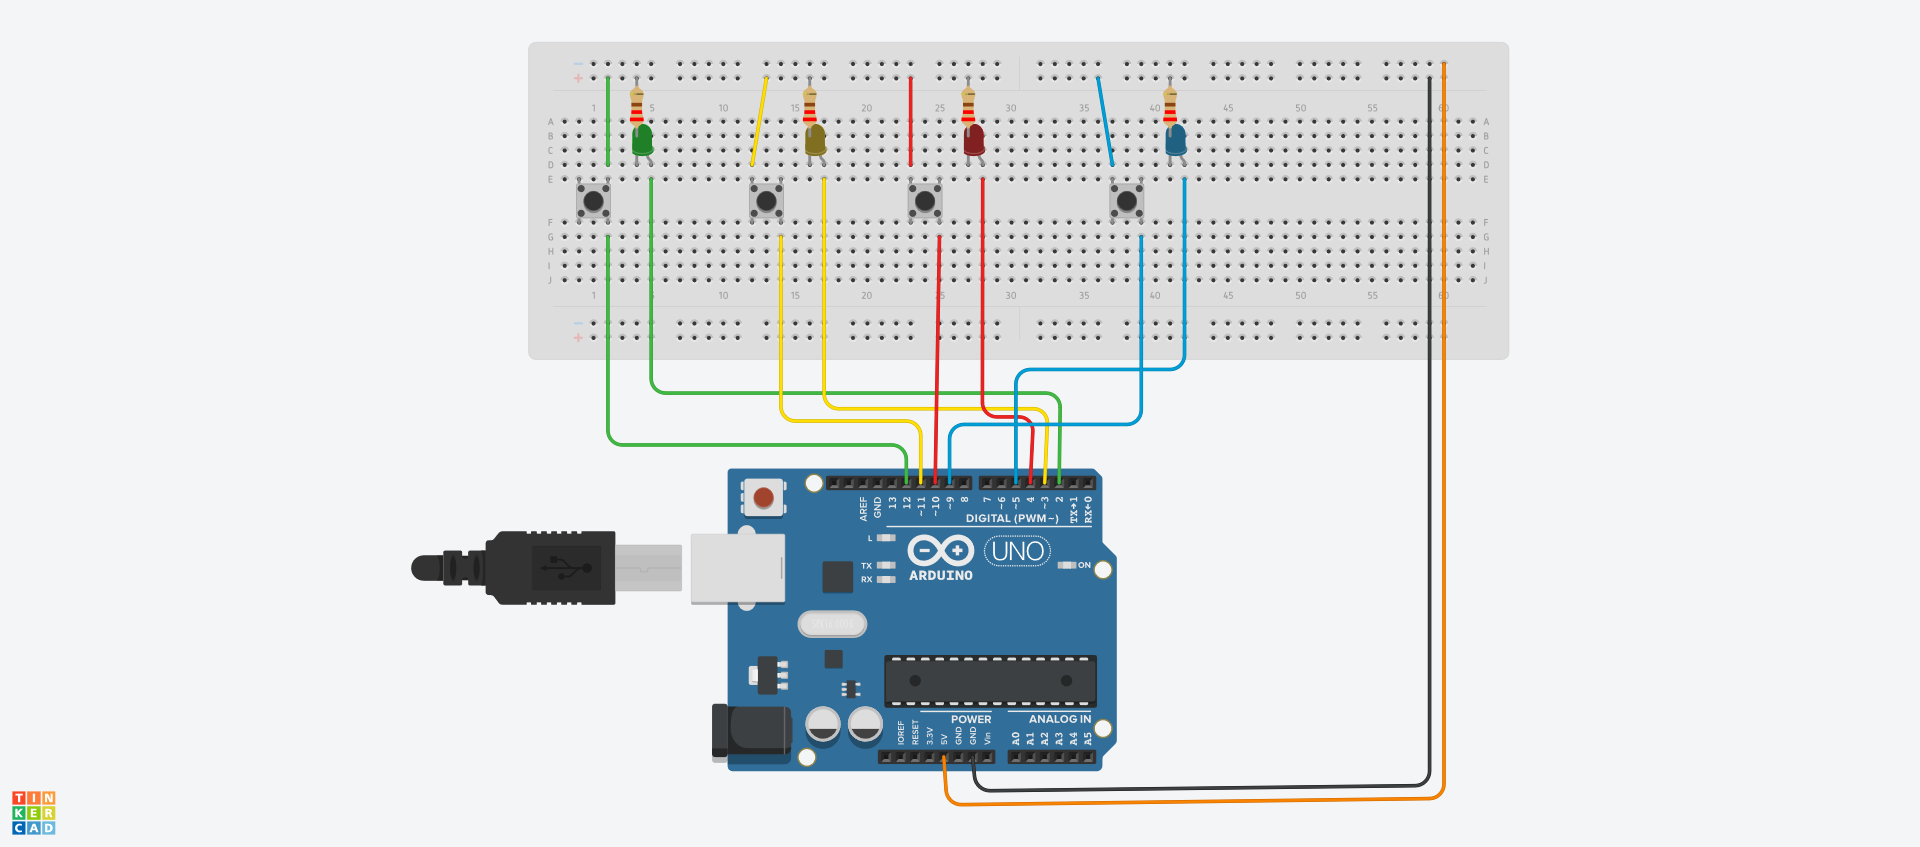 − −
+ +
1 5 10 15 20 25 30 35 40 45 50 55 60
A A
B B
C C
D D
E E
F F
G G
H H
I I
J J
1 5 10 15 20 25 30 35 40 45 50 55 60
− −
+ +
AREF GND 13 12 ~11 ~10 ~9 8 7 ~6 ~5 4 ~3 2 TX→1 RX←0
DIGITAL (PWM~)
L
TX
RX
ARDUINO
UNO
ON
POWER ANALOG IN
IOREF RESET 3.3V 5V GND GND Vin A0 A1 A2 A3 A4 A5
TIN
KER
CAD